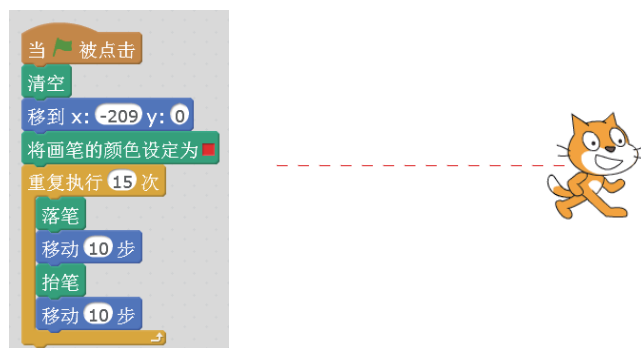 当 被点击
清空
移到 x: -209 y: 0
将画笔的颜色设定为
重复执行 15 次
落笔
移动 10 步
抬笔
移动 10 步